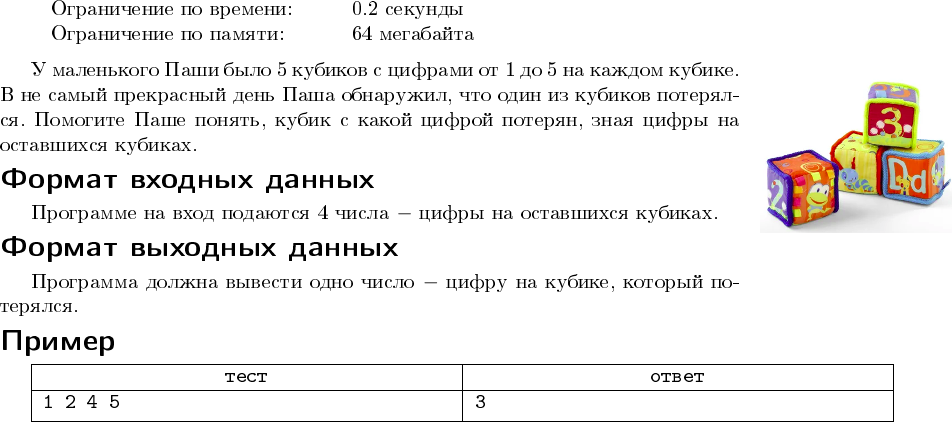 Ограничение по времени: 0.2 секунды
Ограничение по памяти: 64 мегабайта
У маленького Паши было 5 кубиков с цифрами от 1 до 5 на каждом кубике.
В не самый прекрасный день Паша обнаружил, что один из кубиков потерял-
ся. Помогите Паше понять, кубик с какой цифрой потерян, зная цифры на
оставшихся кубиках.
3
Dd
2
Формат входных данных
Программе на вход подаются 4 числа – цифры на оставшихся кубиках.
Формат выходных данных
Программа должна вывести одно число – цифру на кубике, который по-
терялся.
Пример
тест ответ
1 2 4 5 3